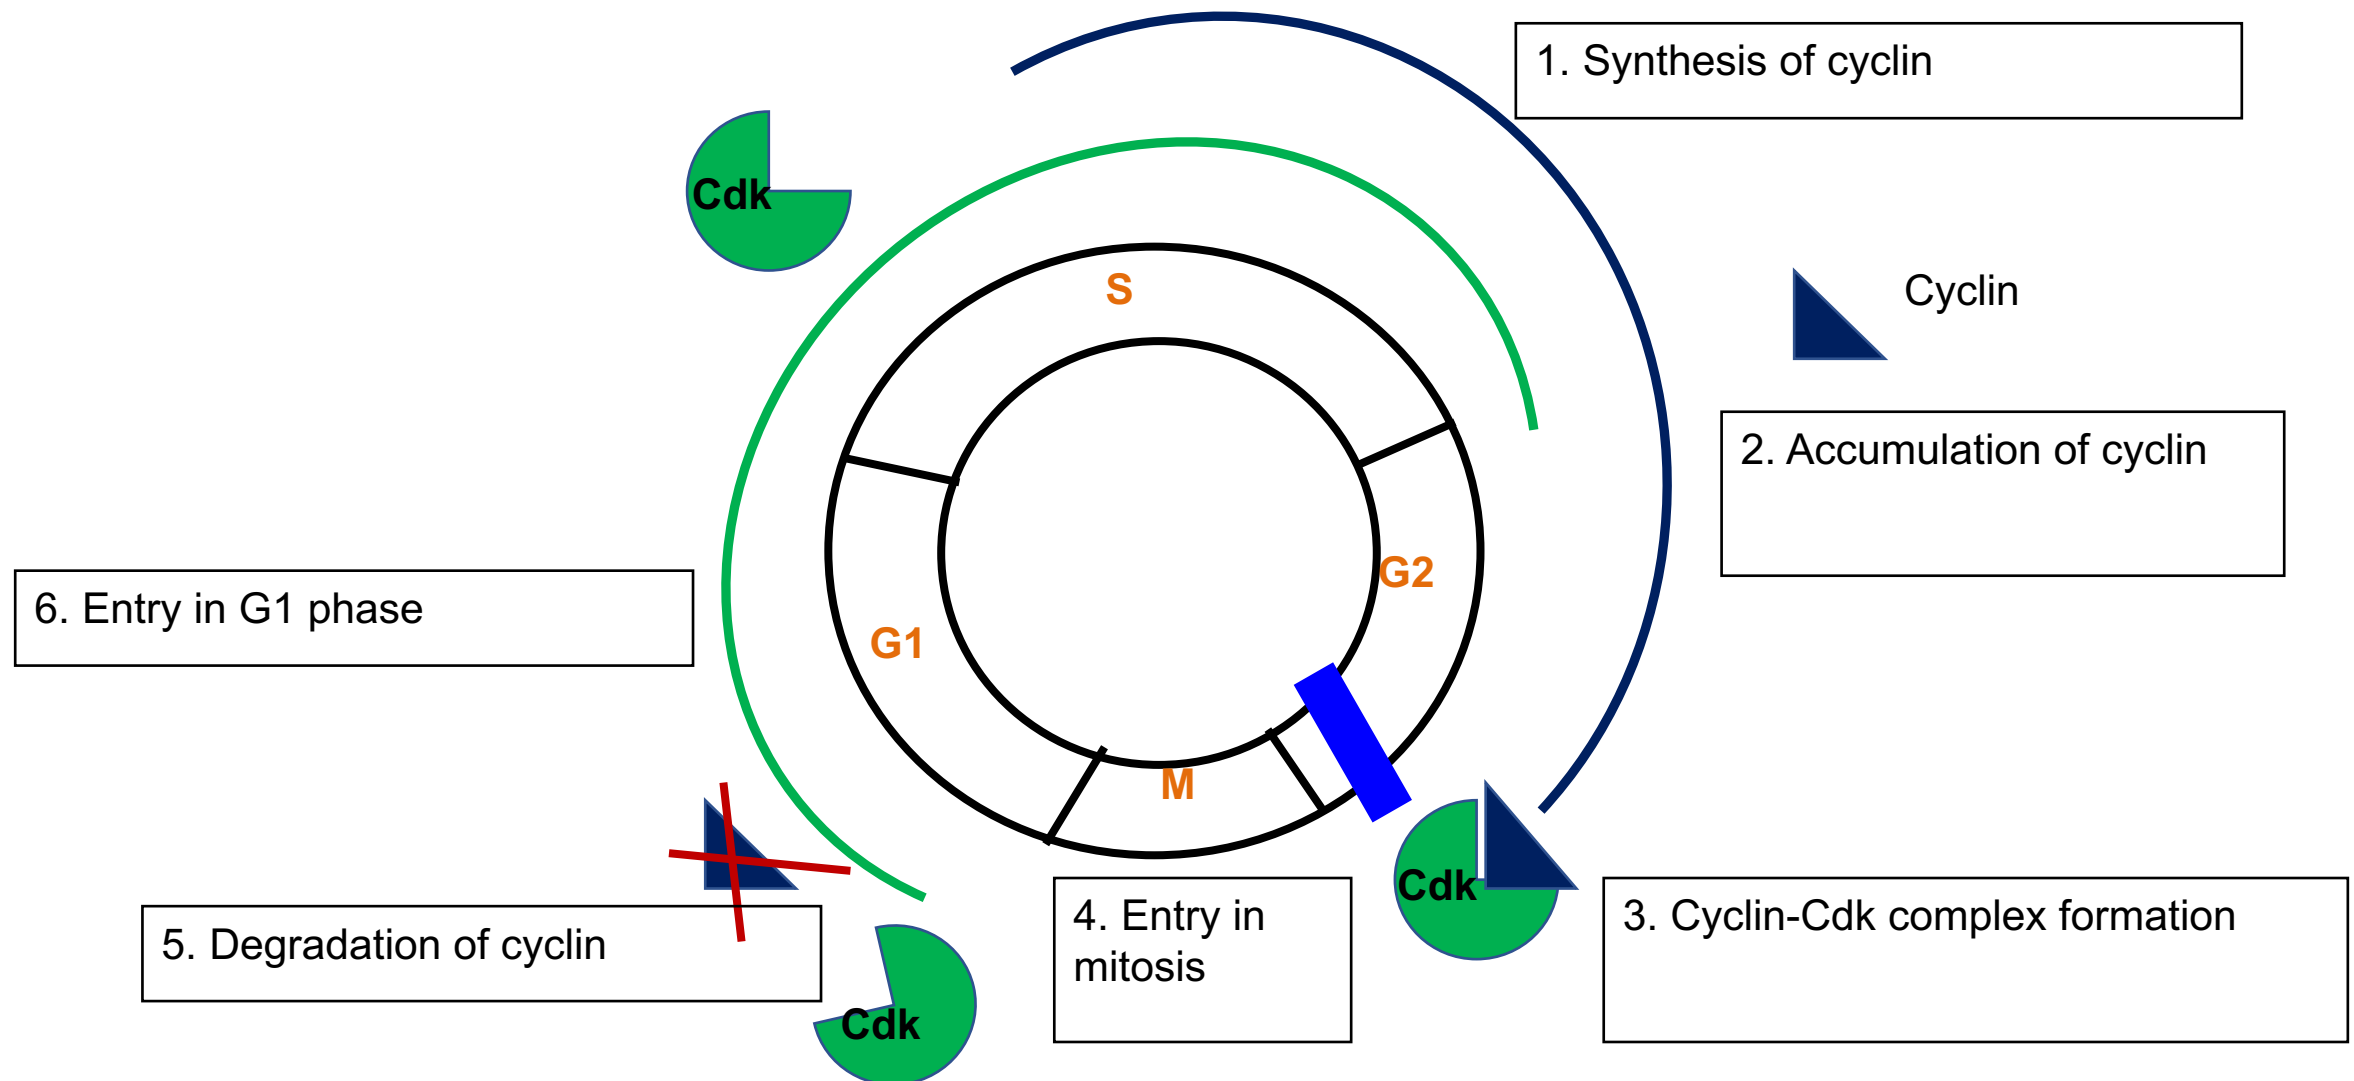 1. Synthesis of cyclin
Cdk
S
Cyclin
2. Accumulation of cyclin
G2
6. Entry in G1 phase
G1
M
Cdk
4. Entry in
mitosis
3. Cyclin-Cdk complex formation
5. Degradation of cyclin
Cdk